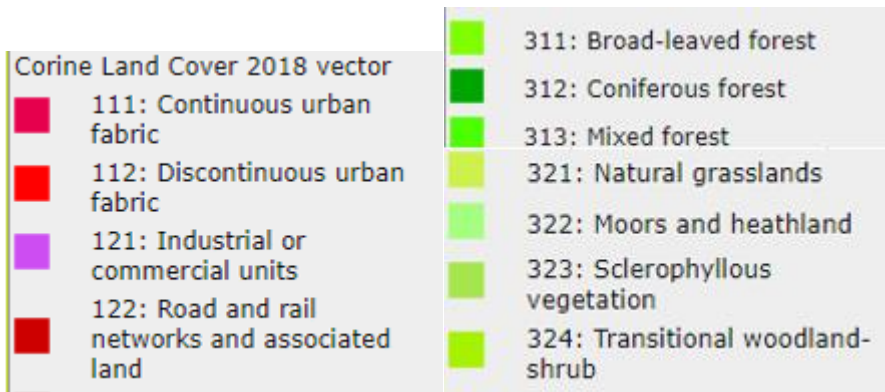 Corine Land Cover 2018 vector
111: Continuous urban
fabric
112: Discontinuous urban
fabric
121: Industrial or
commercial units
122: Road and rail
networks and associated
land
311: Broad-leaved forest
312: Coniferous forest
313: Mixed forest
321: Natural grasslands
322: Moors and heathland
323: Sclerophyllous
vegetation
324: Transitional woodland-
shrub